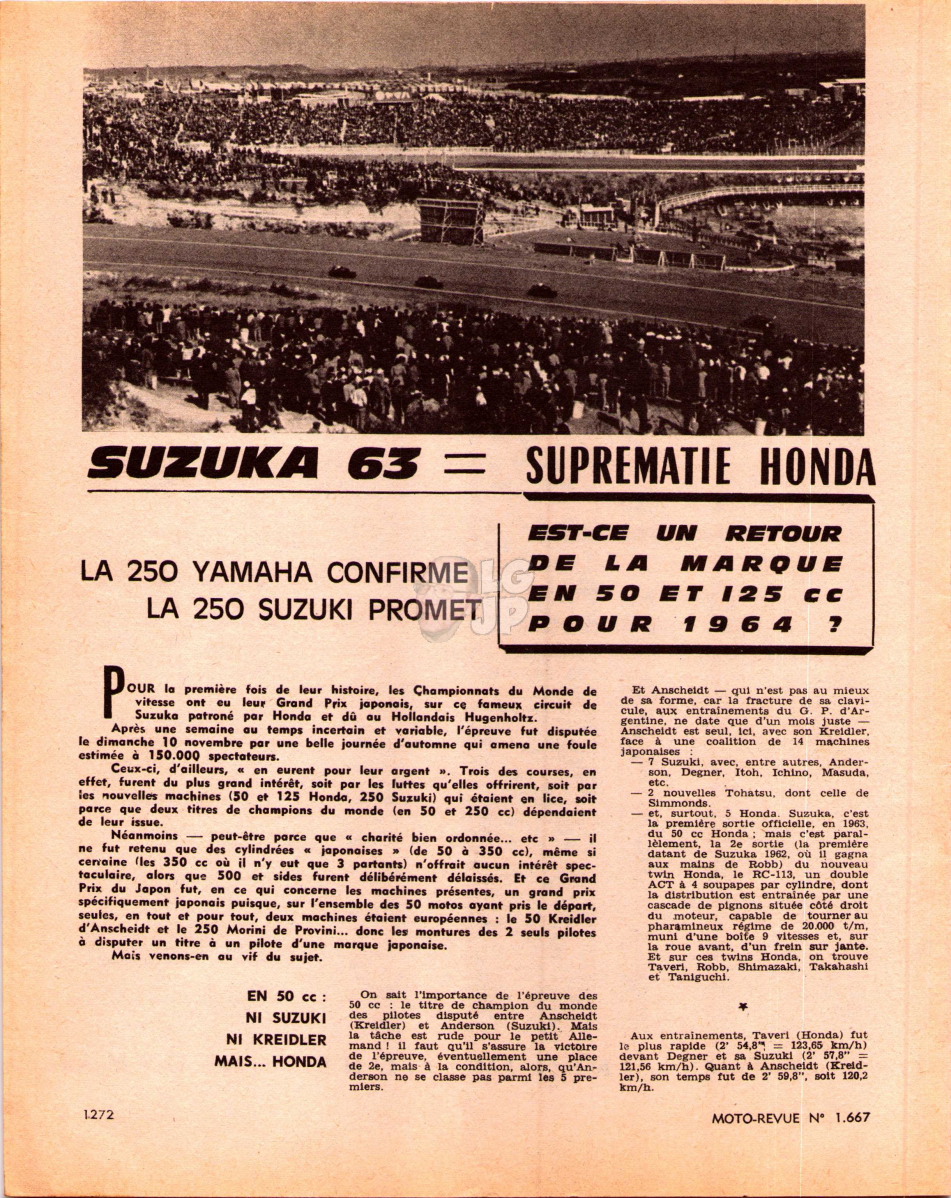 SUZUKA 63 = SUPREMATIE HONDA
LA 250 YAMAHA CONFIRME
LA 250 SUZUKI PROMET
EST-CE UN RETOUR
DE LA MARQUE
EN 50 ET 125 cc
POUR 1964 ?
LG
UP
POUR la première fois de leur histoire, les Championnats du Monde de
vitesse ont eu leur Grand Prix japonais, sur ce fameux circuit de
Suzuka patroné par Honda et dû au Hollandais Hugenholtz.
Après une semaine au temps incertain et variable, l'épreuve fut disputée
le dimanche 10 novembre par une belle journée d'automne qui amena une foule
estimée à 150.000 spectateurs.
Ceux-ci, d'ailleurs, « en eurent pour leur argent ». Trois des courses, en
effet, furent du plus grand intérêt, soit par les luttes qu'elles offrirent, soit par
les nouvelles machines (50 et 125 Honda, 250 Suzuki) qui étaient en lice, soit
parce que deux titres de champions du monde (en 50 et 250 cc) dépendaient
de leur issue.
Néanmoins — peut-être parce que « charité bien ordonnée... etc » — il
ne fut retenu que des cylindrées « japonaises » (de 50 à 350 cc), même si
certaine (les 350 cc où il n'y eut que 3 partants) n'offrait aucun intérêt spec-
taculaire, alors que 500 et sides furent délibérément délaissés. Et ce Grand
Prix du Japon fut, en ce qui concerne les machines présentes, un grand prix
spécifiquement japonais puisque, sur l'ensemble des 50 motos ayant pris le départ,
seules, en tout et pour tout, deux machines étaient européennes : le 50 Kreidler
d'Anscheidt et le 250 Morini de Provini... donc les montures des 2 seuls pilotes
à disputer un titre à un pilote d'une marque japonaise.
Mais venons-en au vif du sujet.
EN 50 cc :
NI SUZUKI
NI KREIDLER
MAIS... HONDA
On sait l'importance de l'épreuve des
50 cc : le titre de champion du monde
des pilotes disputé entre Anscheidt
(Kreidler) et Anderson (Suzuki). Mais
la tâche est rude pour le petit Alle-
mand ! il faut qu'il s'assure la victoire
de l'épreuve, éventuellement une place
de 2e, mais à la condition, alors, qu'An-
derson ne se classe pas parmi les 5 pre-
miers.
Et Anscheidt — qui n'est pas au mieux
de sa forme, car la fracture de sa clavi-
cule, aux entraînements du G. P. d'Ar-
gentine, ne date que d'un mois juste —
Anscheidt est seul, ici, avec son Kreidler,
face à une coalition de 14 machines
japonaises :
— 7 Suzuki, avec, entre autres, Ander-
son, Degner, Itoh, Ichino, Masuda,
etc.
— 2 nouvelles Tohatsu, dont celle de
Simmonds.
— et, surtout, 5 Honda. Suzuka, c'est
la première sortie officielle, en 1963,
du 50 cc Honda ; mais c'est paral-
lèlement, la 2e sortie (la première
datant de Suzuka 1962, où il gagna
aux mains de Robb) du nouveau
twin Honda, le RC-113, un double
ACT à 4 soupapes par cylindre, dont
la distribution est entraînée par une
cascade de pignons située côté droit
du moteur, capable de tourner au
pharamineux régime de 20.000 t/m,
muni d'une boîte 9 vitesses et, sur
la roue avant, d'un frein sur jante.
Et sur ces twins Honda, on trouve
Taveri, Robb, Shimazaki, Takahashi
et Taniguchi.
★
Aux entraînements, Taveri (Honda) fut
le plus rapide (2' 54,8" = 123,65 km/h)
devant Degner et sa Suzuki (2' 57,8" =
121,56 km/h). Quant à Anscheidt (Kreid-
ler), son temps fut de 2' 59,8", soit 120,2
km/h.
1272
MOTO-REVUE N° 1.667